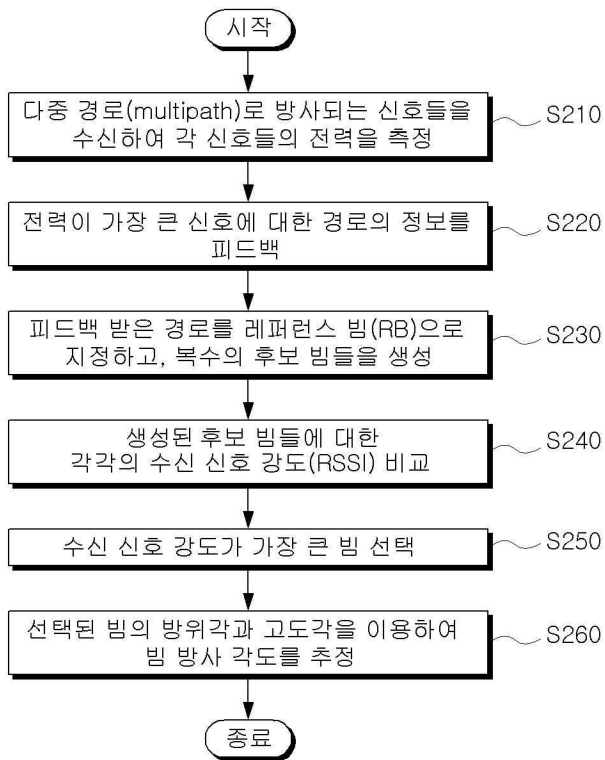 시작
다중 경로(multipath)로 방사되는 신호들을
수신하여 각 신호들의 전력을 측정
S210
전력이 가장 큰 신호에 대한 경로의 정보를
피드백
S220
피드백 받은 경로를 레퍼런스 빔(RB)으로
지정하고, 복수의 후보 빔들을 생성
S230
생성된 후보 빔들에 대한
각각의 수신 신호 강도(RSSI) 비교
S240
수신 신호 강도가 가장 큰 빔 선택
S250
선택된 빔의 방위각과 고도각을 이용하여
빔 방사 각도를 추정
S260
종료